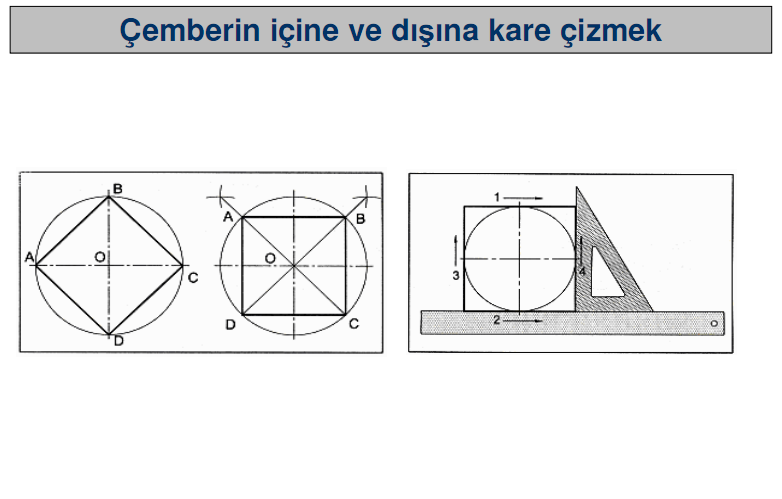 Çemberin içine ve dışına kare çizmek
B
A
O
C
D
A
B
O
D
C
1
3
4
2